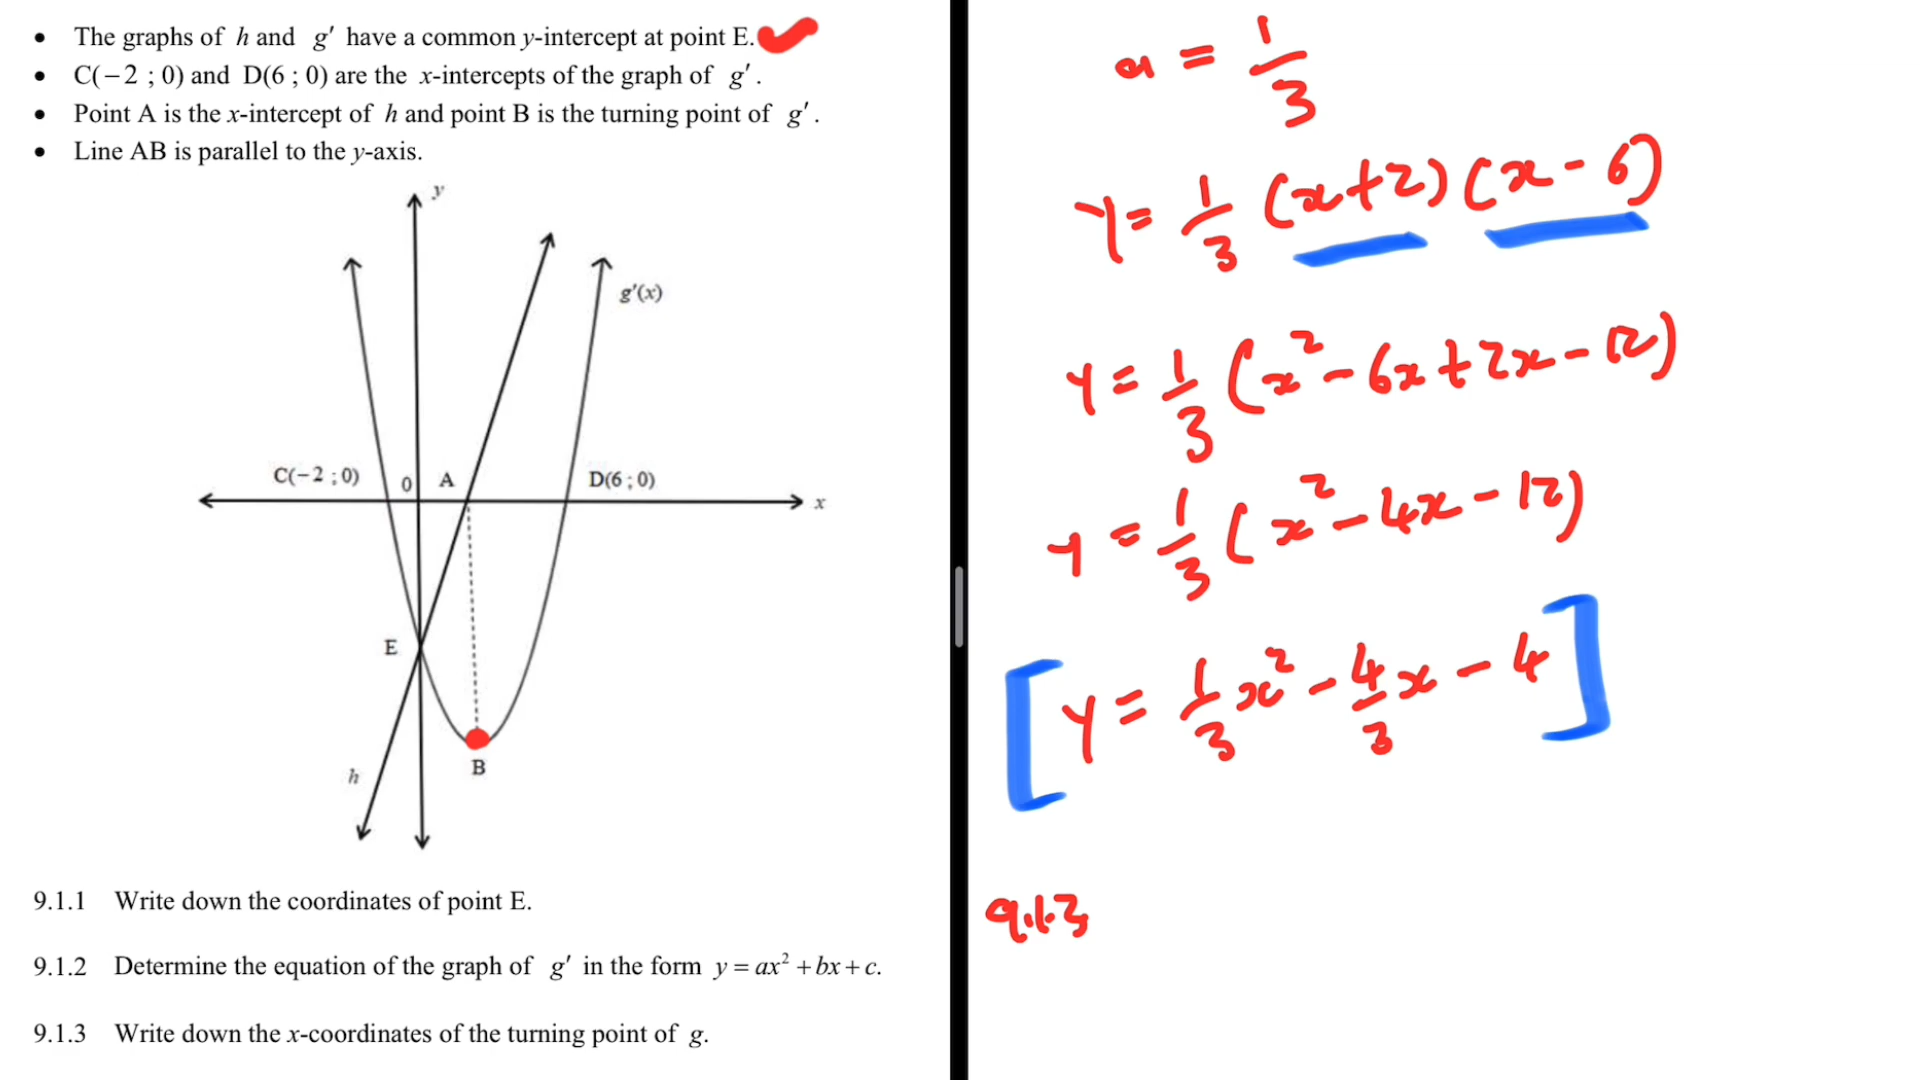 • The graphs of h and g′ have a common y-intercept at point E.
• C(−2 ; 0) and D(6 ; 0) are the x-intercepts of the graph of g′.
• Point A is the x-intercept of h and point B is the turning point of g′.
• Line AB is parallel to the y-axis.
y
g′(x)
C(−2 ; 0)
0
A
D(6 ; 0)
x
E
h
B
9.1.1 Write down the coordinates of point E.
9.1.2 Determine the equation of the graph of g′ in the form y = ax² + bx + c.
9.1.3 Write down the x-coordinates of the turning point of g.
a = 1/3
y = 1/3 (x+2)(x-6)
y = 1/3 (x² - 6x + 2x - 12)
y = 1/3 (x² - 4x - 12)
[y = 1/3 x² - 4/3 x - 4]
9.1.3